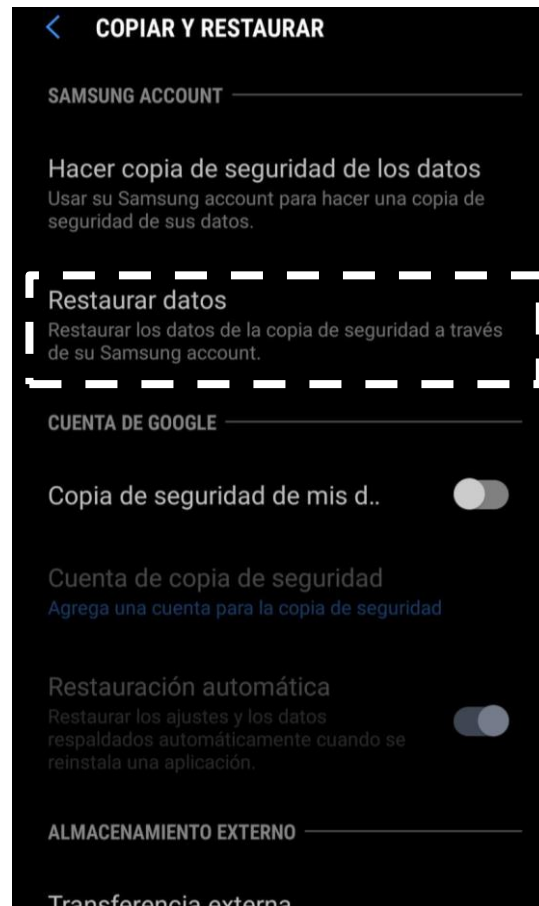 COPIAR Y RESTAURAR
SAMSUNG ACCOUNT
Hacer copia de seguridad de los datos
Usar su Samsung account para hacer una copia de
seguridad de sus datos.
Restaurar datos
Restaurar los datos de la copia de seguridad a través
de su Samsung account.
CUENTA DE GOOGLE
Copia de seguridad de mis d..
Cuenta de copia de seguridad
Agrega una cuenta para la copia de seguridad
Restauración automática
Restaurar los ajustes y los datos
respaldados automáticamente cuando se
reinstala una aplicación.
ALMACENAMIENTO EXTERNO
Transferencia externa